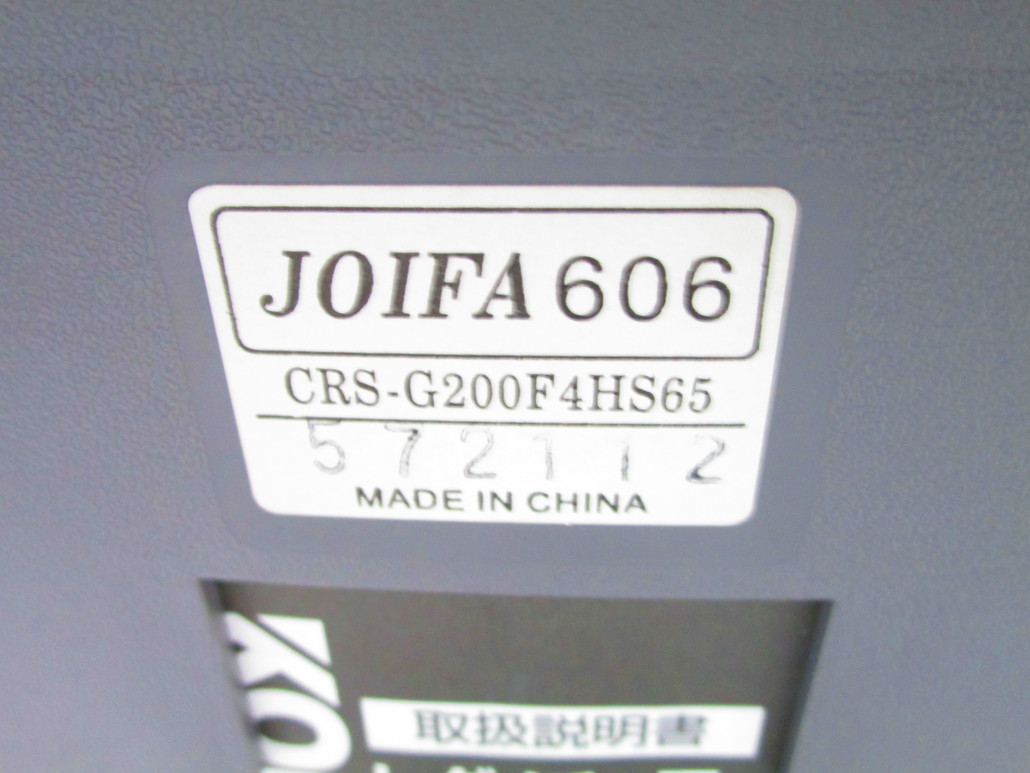 JOIFA 606
CRS-G200F4HS65
572112
MADE IN CHINA
取扱説明書